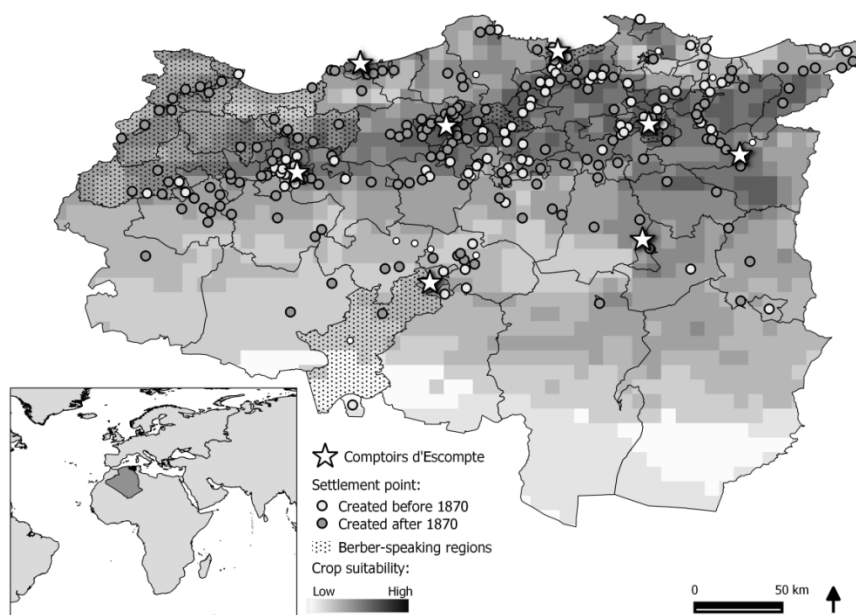 Comptoirs d'Escompte
Settlement point:
Created before 1870
Created after 1870
Berber-speaking regions
Crop suitability:
Low High
0 50 km